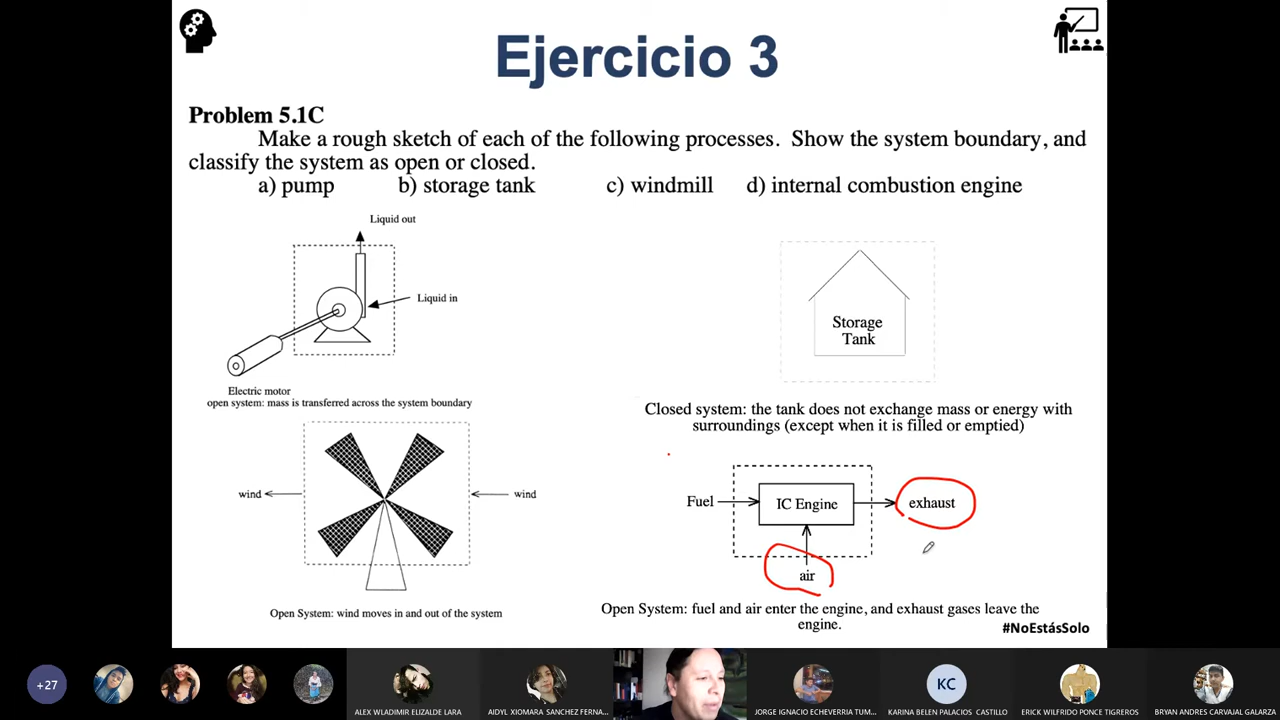 Ejercicio 3
Problem 5.1C
Make a rough sketch of each of the following processes. Show the system boundary, and
classify the system as open or closed.
a) pump b) storage tank c) windmill d) internal combustion engine
Liquid out
Liquid in
Electric motor
open system: mass is transferred across the system boundary
Storage
Tank
Closed system: the tank does not exchange mass or energy with
surroundings (except when it is filled or emptied)
wind
wind
Open System: wind moves in and out of the system
Fuel
IC Engine
exhaust
air
Open System: fuel and air enter the engine, and exhaust gases leave the
engine.
#NoEstásSolo
+27
ALEX WLADIMIR ELIZALDE LARA
AIDYL XIOMARA SANCHEZ FERNA...
JORGE IGNACIO ECHEVERRIA TUM...
KC
KARINA BELEN PALACIOS CASTILLO
ERICK WILFRIDO PONCE TIGREROS
BRYAN ANDRES CARVAJAL GALARZA